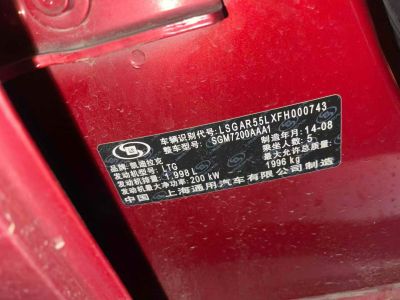 车辆识别代号: LSGAR55LXFH000743
整车型号: SGM7200AAA1
品牌: 凯迪拉克 制造年月: 14-08
发动机型号: LTG 乘坐人数: 5
发动机排量: 1.998 L 最大允许总质量:
发动机最大净功率: 200 kW 1996 kg
中国 上海通用汽车有限公司制造